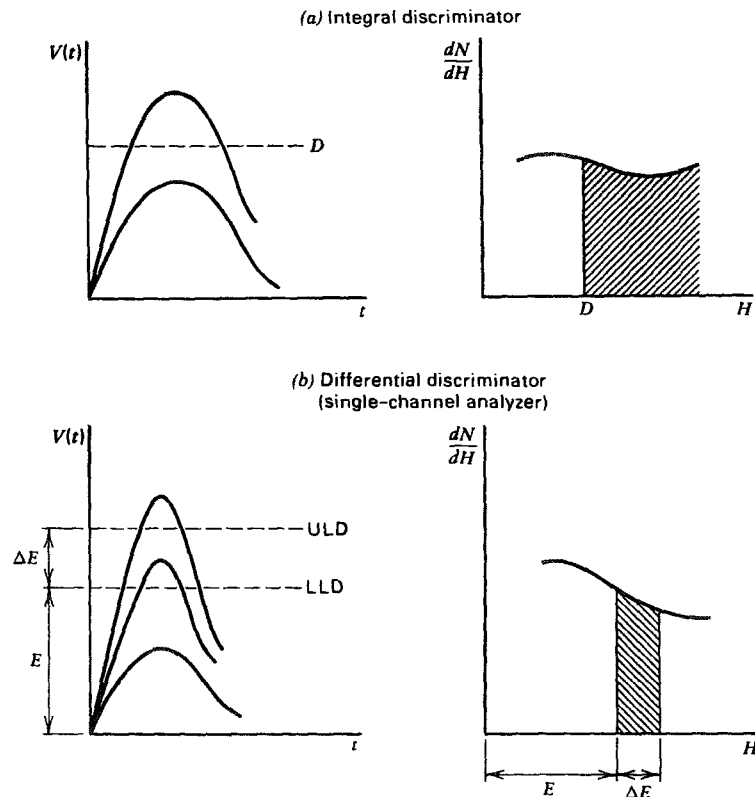 (a) Integral discriminator
V(t)
D
t
dN
dH
D
H
(b) Differential discriminator
(single-channel analyzer)
V(t)
ULD
ΔE
LLD
E
t
dN
dH
H
E
ΔE